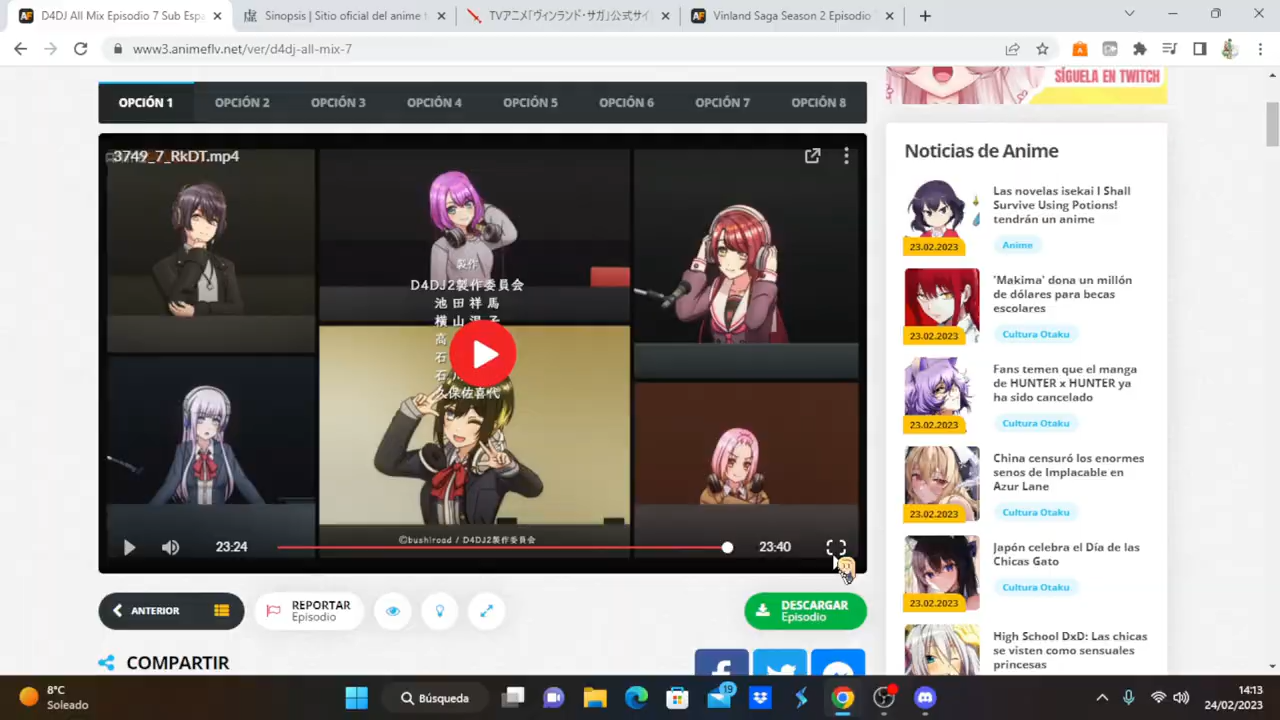 D4DJ All Mix Episodio 7 Sub Espa
Sinopsis | Sitio oficial del anime t
TVアニメ「ヴィンランド・サガ」公式サイ
Vinland Saga Season 2 Episodio
www3.animeflv.net/ver/d4dj-all-mix-7
SÍGUELA EN TWITCH
OPCIÓN 1
OPCIÓN 2
OPCIÓN 3
OPCIÓN 4
OPCIÓN 5
OPCIÓN 6
OPCIÓN 7
OPCIÓN 8
3749_7_RkDT.mp4
製作
D4DJ2製作委員会
池田祥馬
23:24
23:40
©bushiroad / D4DJ2製作委員会
ANTERIOR
REPORTAR
Episodio
DESCARGAR
Episodio
COMPARTIR
Noticias de Anime
Las novelas isekai I Shall
Survive Using Potions!
tendrán un anime
23.02.2023
Anime
'Makima' dona un millón
de dólares para becas
escolares
23.02.2023
Cultura Otaku
Fans temen que el manga
de HUNTER x HUNTER ya
ha sido cancelado
23.02.2023
Cultura Otaku
China censuró los enormes
senos de Implacable en
Azur Lane
23.02.2023
Cultura Otaku
Japón celebra el Día de las
Chicas Gato
23.02.2023
Cultura Otaku
High School DxD: Las chicas
se visten como sensuales
princesas
8°C
Soleado
Búsqueda
19
14:13
24/02/2023